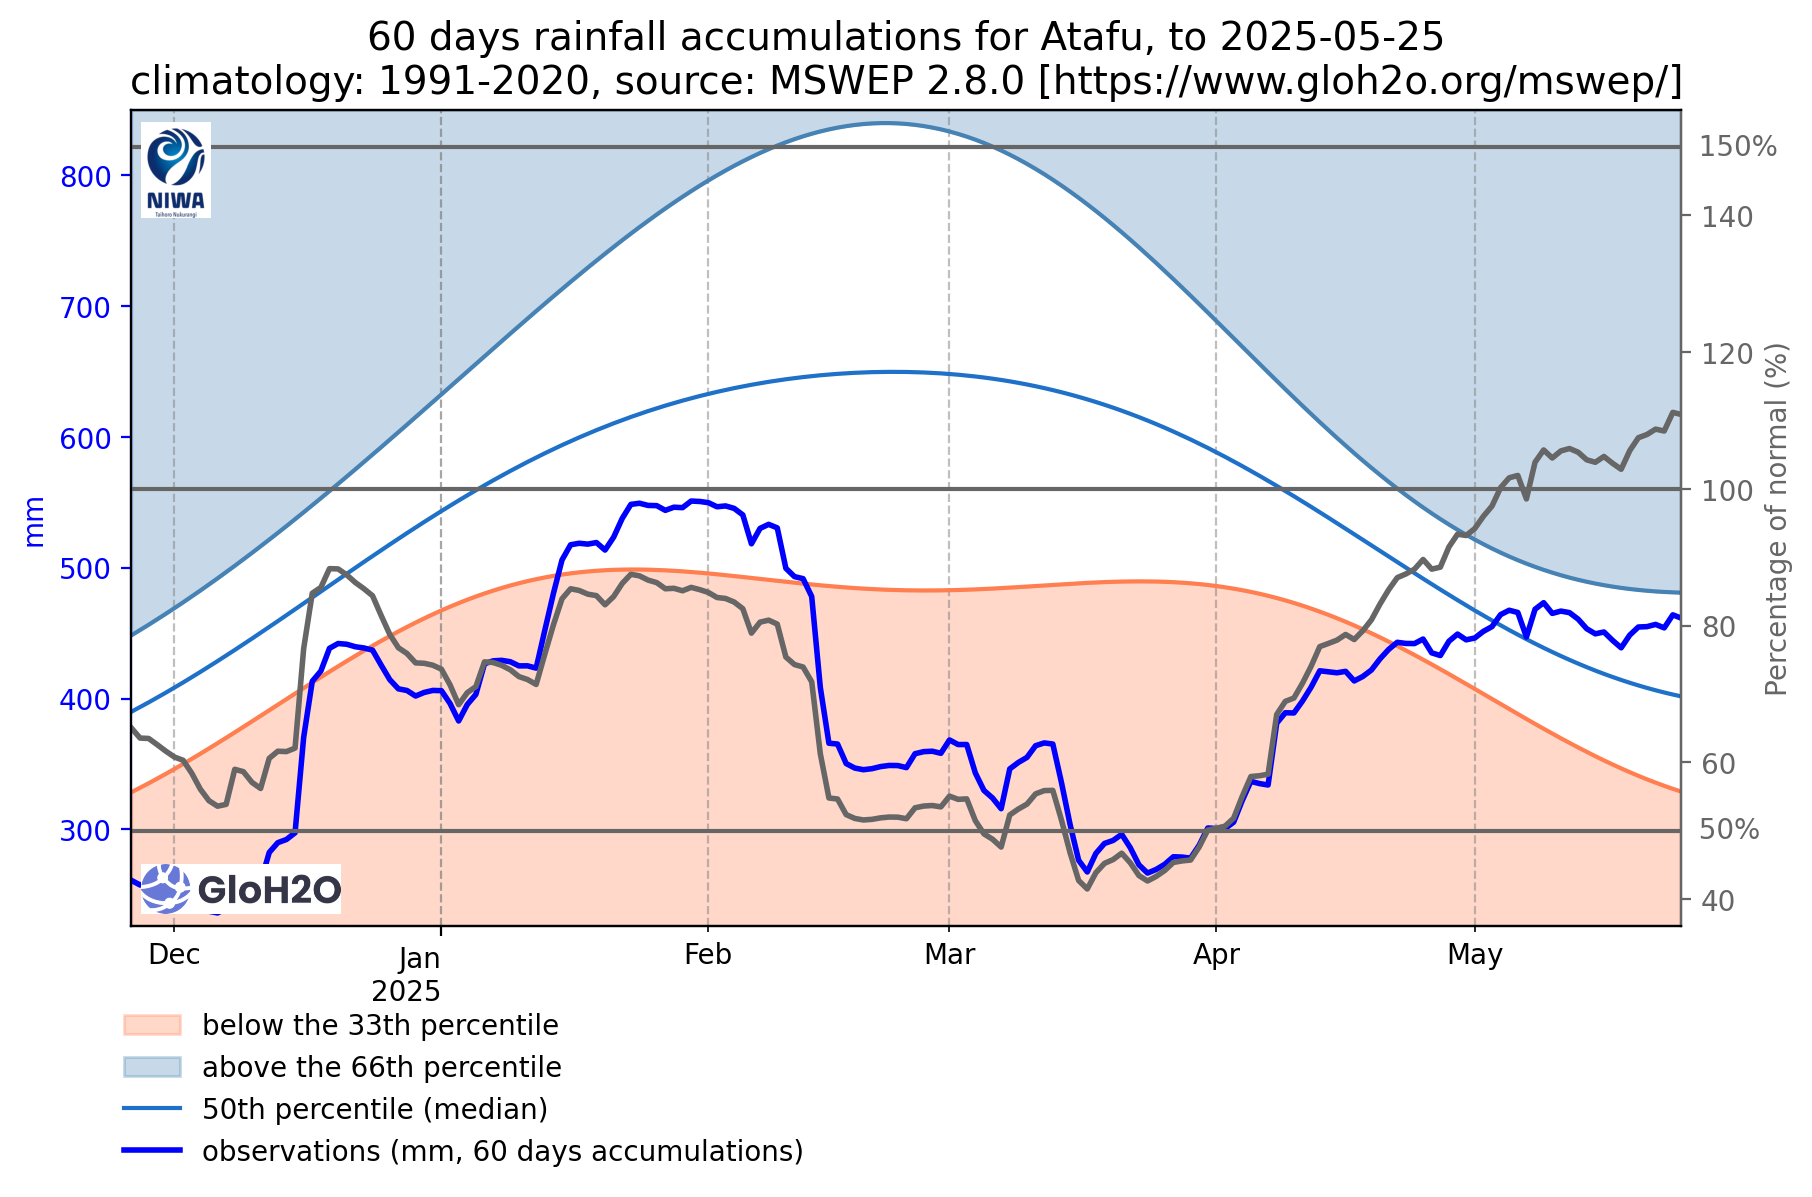 60 days rainfall accumulations for Atafu, to 2025-05-25
climatology: 1991-2020, source: MSWEP 2.8.0 [https://www.gloh2o.org/mswep/]
NIWA
Taihoro Nukurangi
800
700
600
500
400
300
mm
150%
140
120
100
80
60
50%
40
Percentage of normal (%)
GloH2O
Dec
Jan
2025
Feb
Mar
Apr
May
below the 33th percentile
above the 66th percentile
50th percentile (median)
observations (mm, 60 days accumulations)